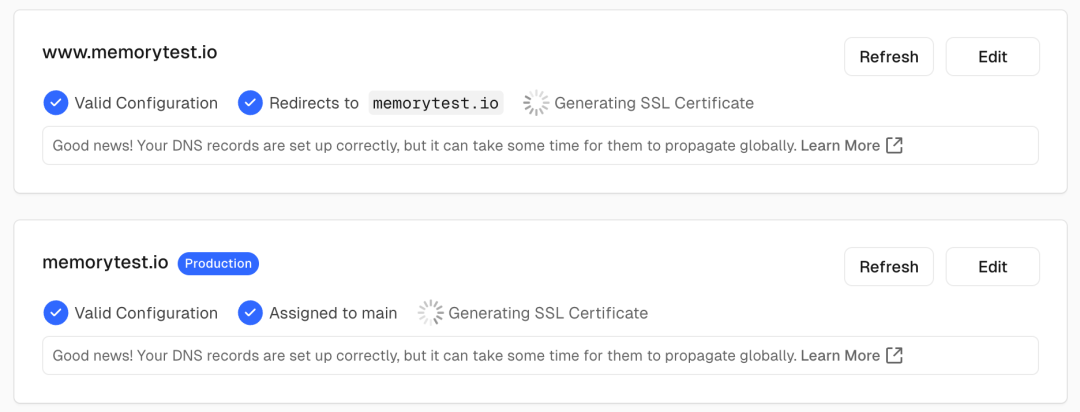 www.memorytest.io
Refresh
Edit
Valid Configuration Redirects to memorytest.io Generating SSL Certificate
Good news! Your DNS records are set up correctly, but it can take some time for them to propagate globally. Learn More
memorytest.io Production
Refresh
Edit
Valid Configuration Assigned to main Generating SSL Certificate
Good news! Your DNS records are set up correctly, but it can take some time for them to propagate globally. Learn More